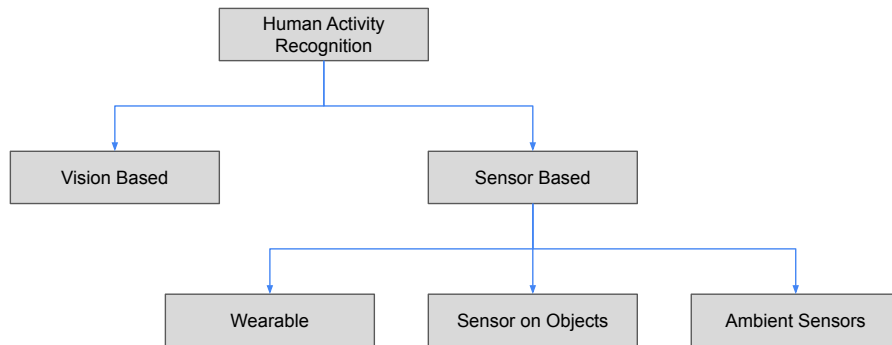 Human Activity
Recognition
Vision Based
Sensor Based
Wearable
Sensor on Objects
Ambient Sensors